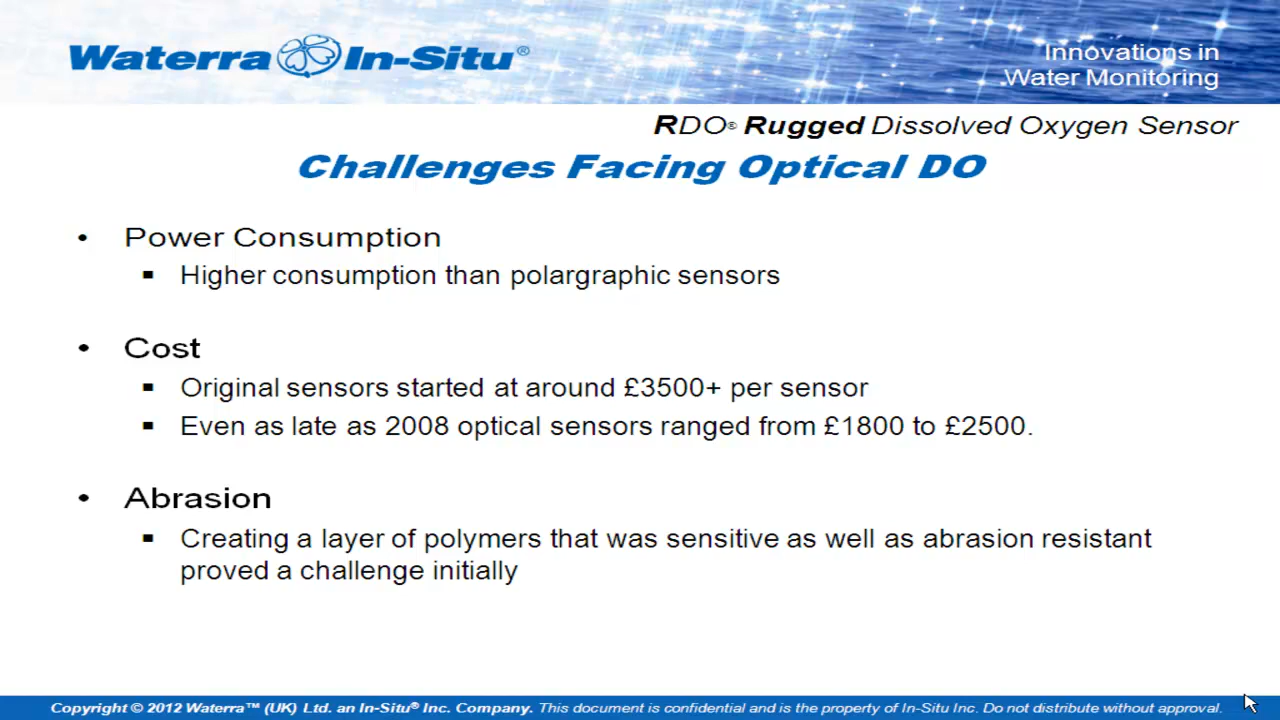 Waterra In-Situ®
Innovations in
Water Monitoring
RDO® Rugged Dissolved Oxygen Sensor
Challenges Facing Optical DO
• Power Consumption
▪ Higher consumption than polargraphic sensors
• Cost
▪ Original sensors started at around £3500+ per sensor
▪ Even as late as 2008 optical sensors ranged from £1800 to £2500.
• Abrasion
▪ Creating a layer of polymers that was sensitive as well as abrasion resistant
proved a challenge initially
Copyright © 2012 Waterra™ (UK) Ltd. an In-Situ® Inc. Company. This document is confidential and is the property of In-Situ Inc. Do not distribute without approval.